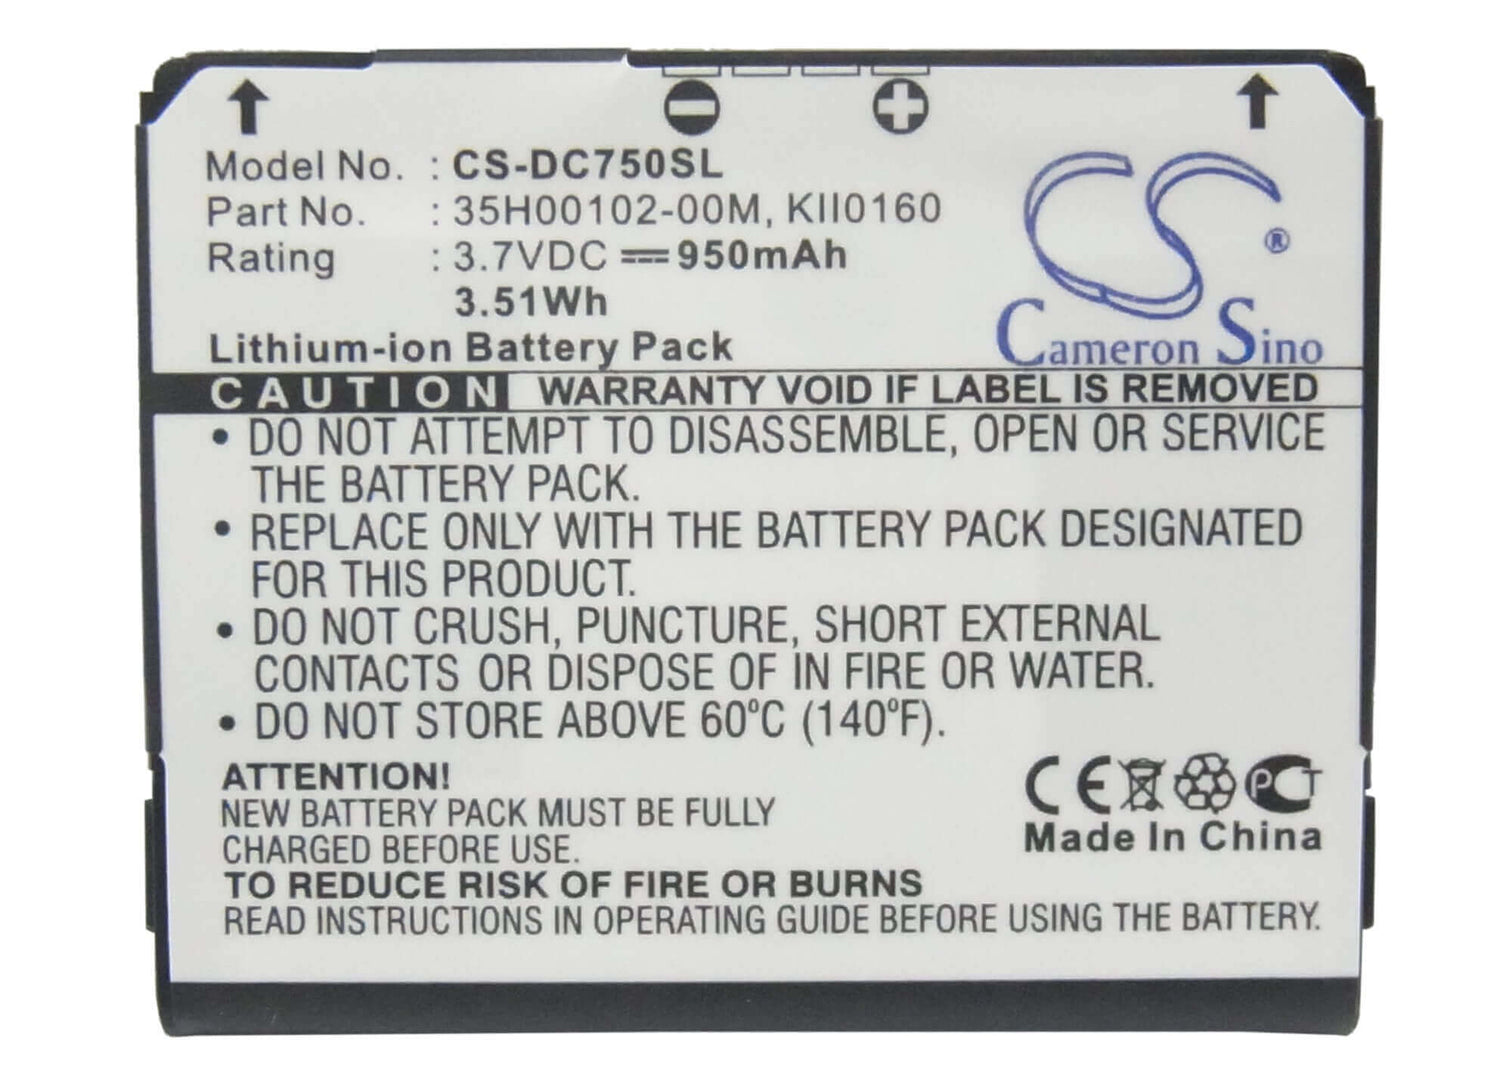 Model No. : CS-DC750SL
Part No. : 35H00102-00M, KII0160
Rating : 3.7VDC ⎓ 950mAh
3.51Wh
Lithium-ion Battery Pack
CS ®
Cameron Sino
CAUTION WARRANTY VOID IF LABEL IS REMOVED
• DO NOT ATTEMPT TO DISASSEMBLE, OPEN OR SERVICE
THE BATTERY PACK.
• REPLACE ONLY WITH THE BATTERY PACK DESIGNATED
FOR THIS PRODUCT.
• DO NOT CRUSH, PUNCTURE, SHORT EXTERNAL
CONTACTS OR DISPOSE OF IN FIRE OR WATER.
• DO NOT STORE ABOVE 60°C (140°F).
ATTENTION!
NEW BATTERY PACK MUST BE FULLY
CHARGED BEFORE USE.
TO REDUCE RISK OF FIRE OR BURNS
READ INSTRUCTIONS IN OPERATING GUIDE BEFORE USING THE BATTERY.
CE PCT
Made In China